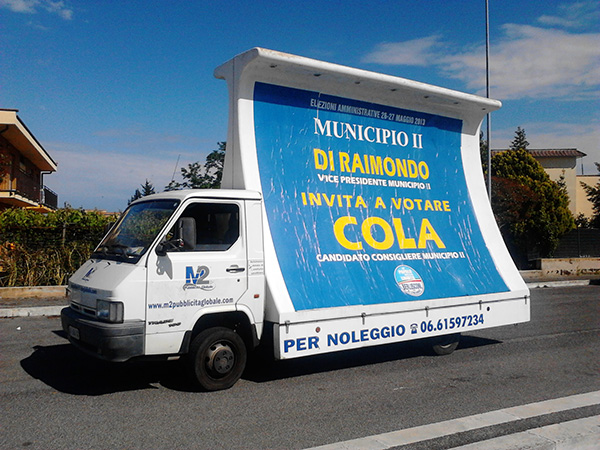 ELEZIONI AMMINISTRATIVE 26-27 MAGGIO 2013
MUNICIPIO II
DI RAIMONDO
VICE PRESIDENTE MUNICIPIO II
INVITA A VOTARE
COLA
CANDIDATO CONSIGLIERE MUNICIPIO II
BERLUSCONI
M2
www.m2pubblicitaglobale.com
PER NOLEGGIO ☎ 06.61597234